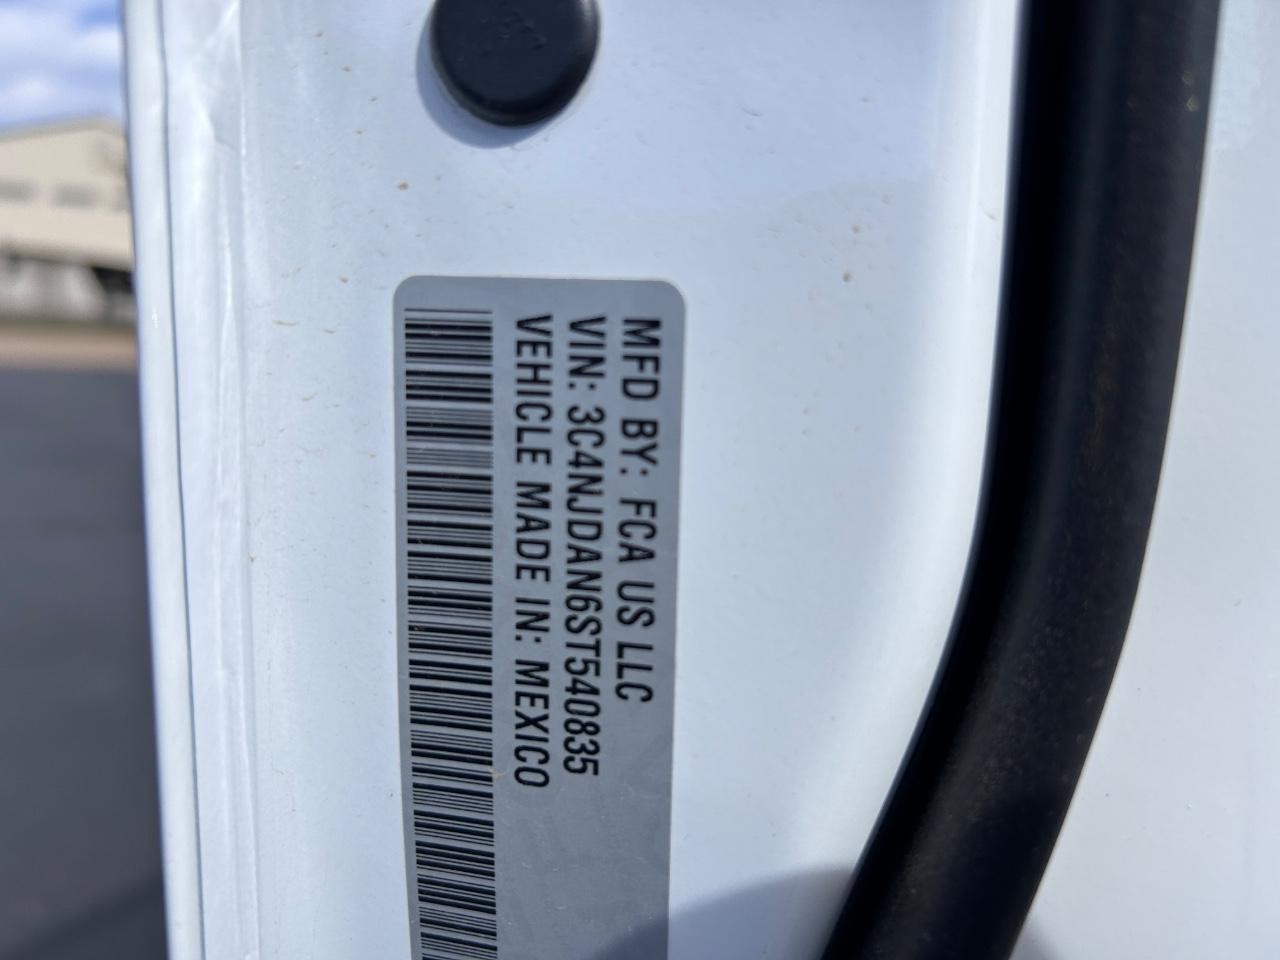 MFD BY: FCA US LLC
VIN: 3C4NJDAN6ST540835
VEHICLE MADE IN: MEXICO